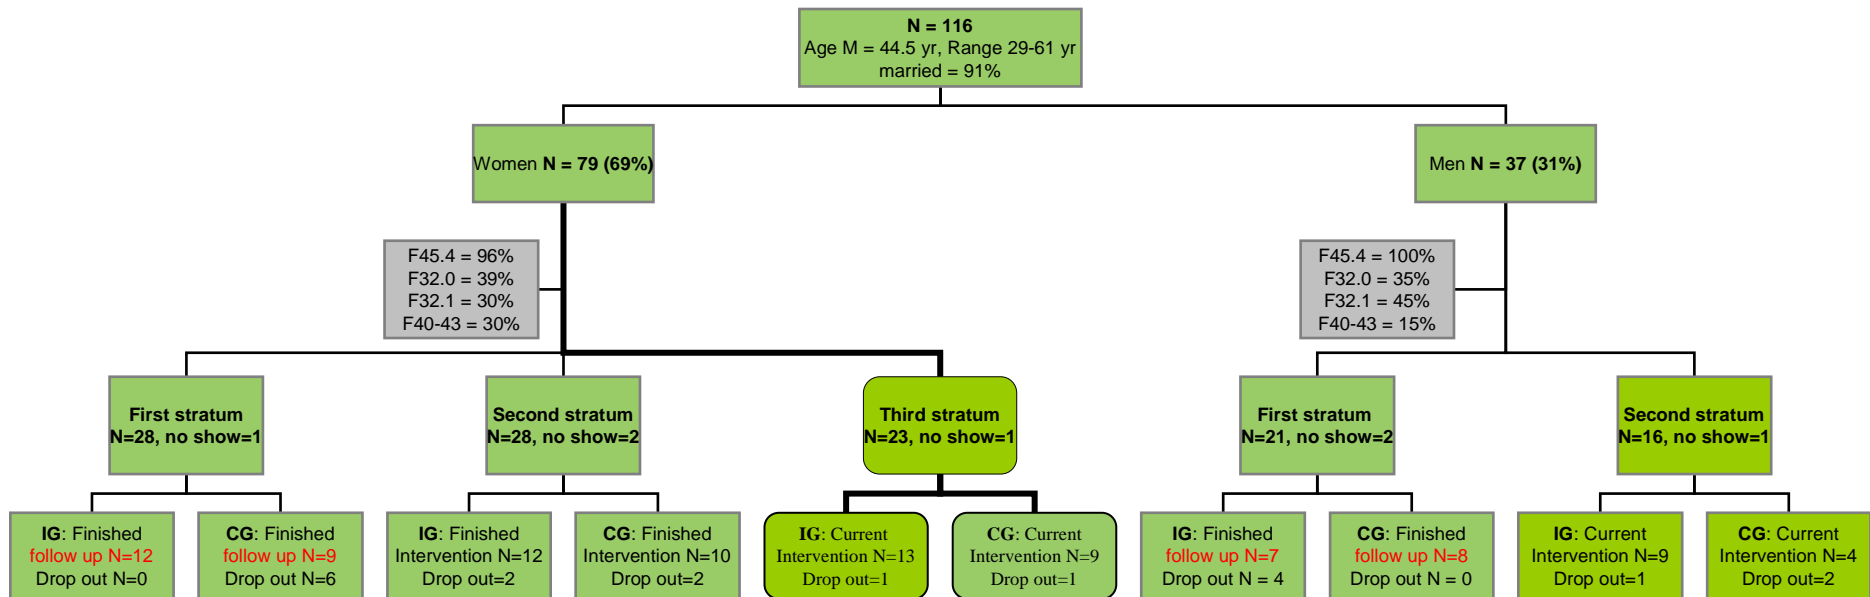 N = 116
Age M = 44.5 yr, Range 29-61 yr
married = 91%
Women N = 79 (69%)
Men N = 37 (31%)
F45.4 = 96%
F32.0 = 39%
F32.1 = 30%
F40-43 = 30%
F45.4 = 100%
F32.0 = 35%
F32.1 = 45%
F40-43 = 15%
First stratum
N=28, no show=1
Second stratum
N=28, no show=2
Third stratum
N=23, no show=1
First stratum
N=21, no show=2
Second stratum
N=16, no show=1
IG: Finished
follow up N=12
Drop out N=0
CG: Finished
follow up N=9
Drop out N=6
IG: Finished
Intervention N=12
Drop out=2
CG: Finished
Intervention N=10
Drop out=2
IG: Current
Intervention N=13
Drop out=1
CG: Current
Intervention N=9
Drop out=1
IG: Finished
follow up N=7
Drop out N = 4
CG: Finished
follow up N=8
Drop out N = 0
IG: Current
Intervention N=9
Drop out=1
CG: Current
Intervention N=4
Drop out=2